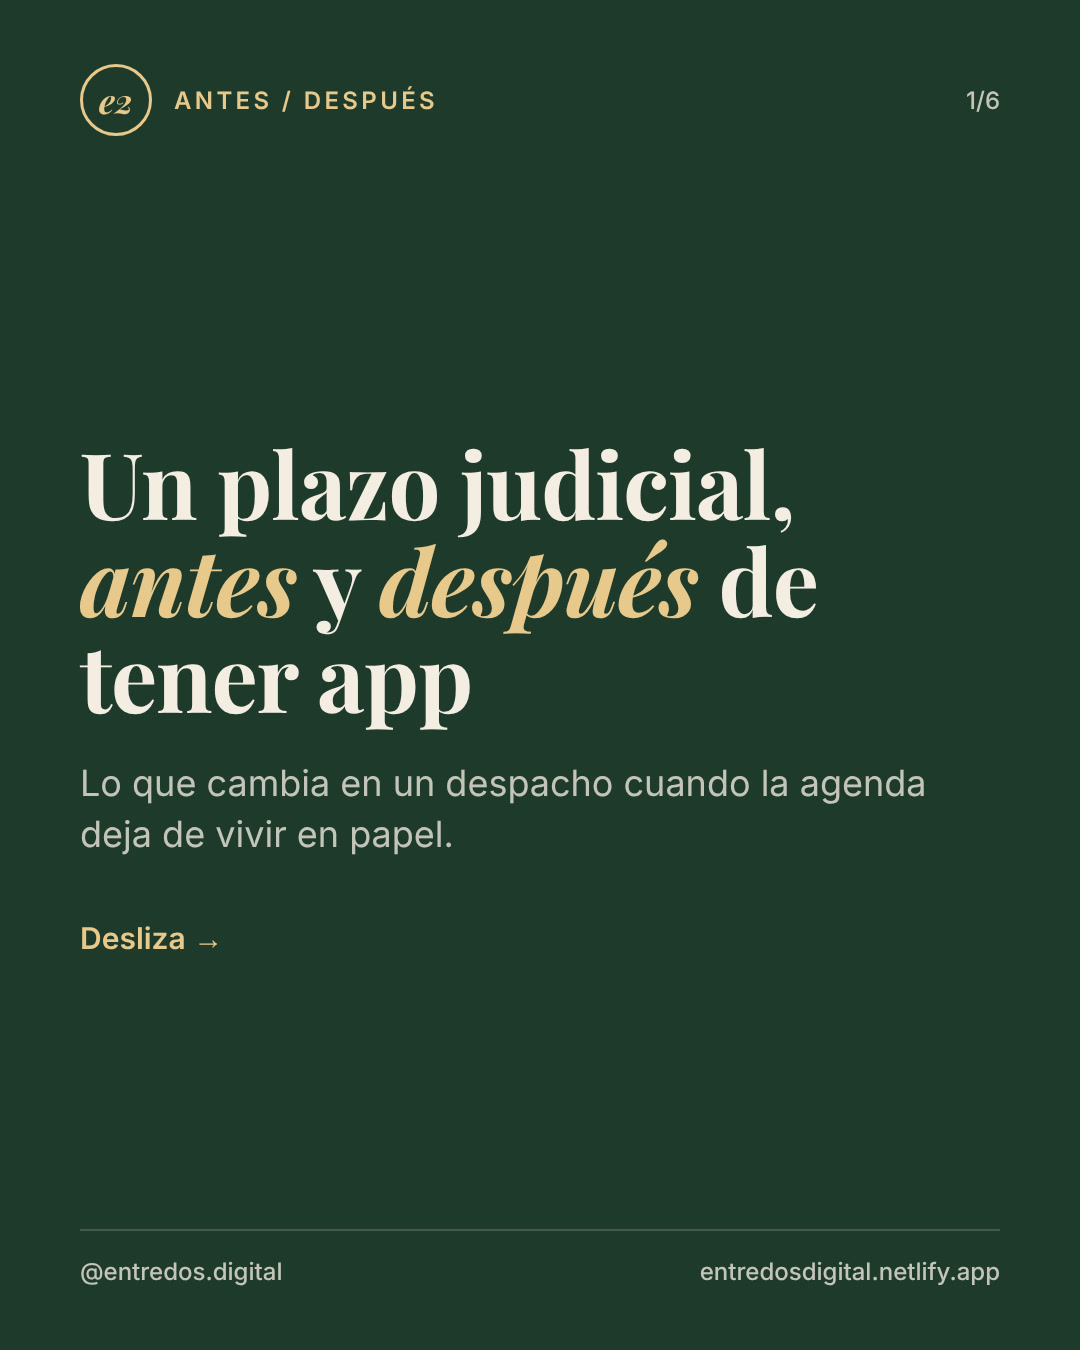 e2
ANTES / DESPUÉS
1/6
Un plazo judicial,
antes y después de
tener app
Lo que cambia en un despacho cuando la agenda
deja de vivir en papel.
Desliza →
@entredos.digital
entredosdigital.netlify.app